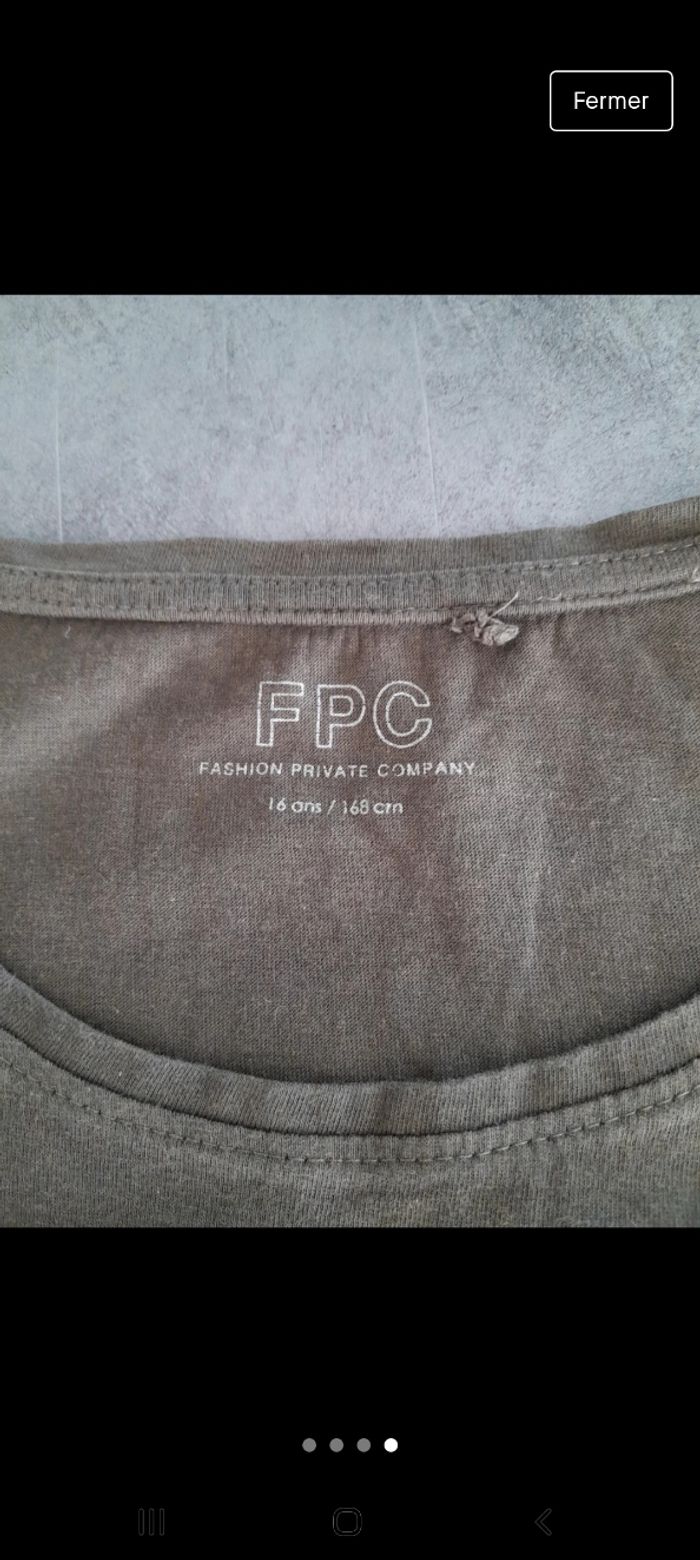 Fermer
FPC
FASHION PRIVATE COMPANY
16 ans / 168 cm